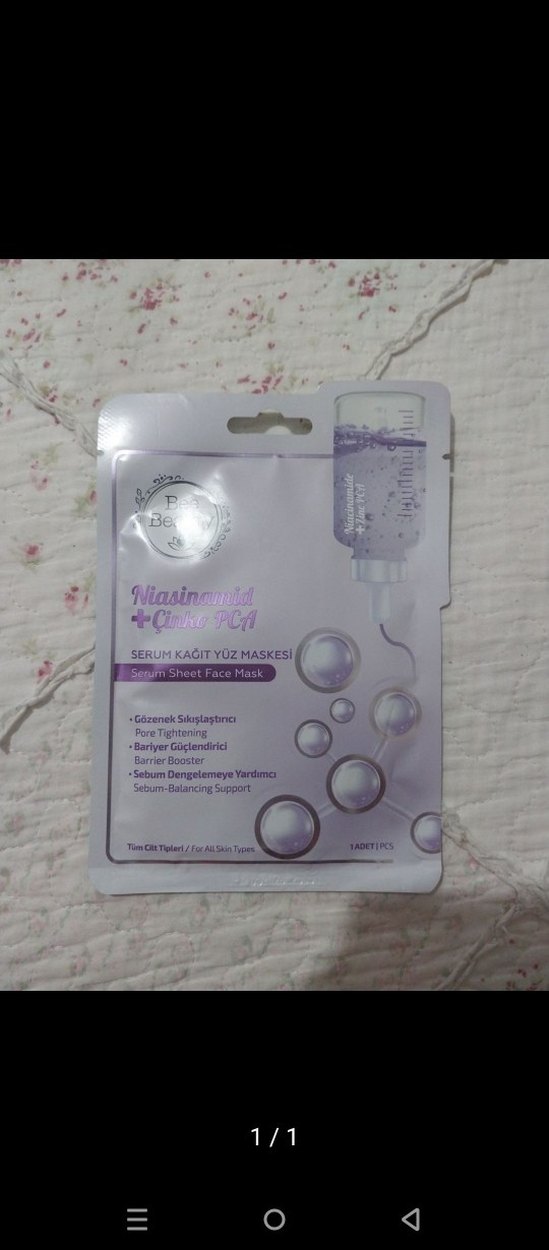 Bee
Beauty
Niacinamide
+Zinc PCA
Niasinamid
+Çinko PCA
SERUM KAĞIT YÜZ MASKESİ
Serum Sheet Face Mask
• Gözenek Sıkışlaştırıcı
Pore Tightening
• Bariyer Güçlendirici
Barrier Booster
• Sebum Dengelemeye Yardımcı
Sebum-Balancing Support
Tüm Cilt Tipleri / For All Skin Types
1 ADET | PCS
1 / 1